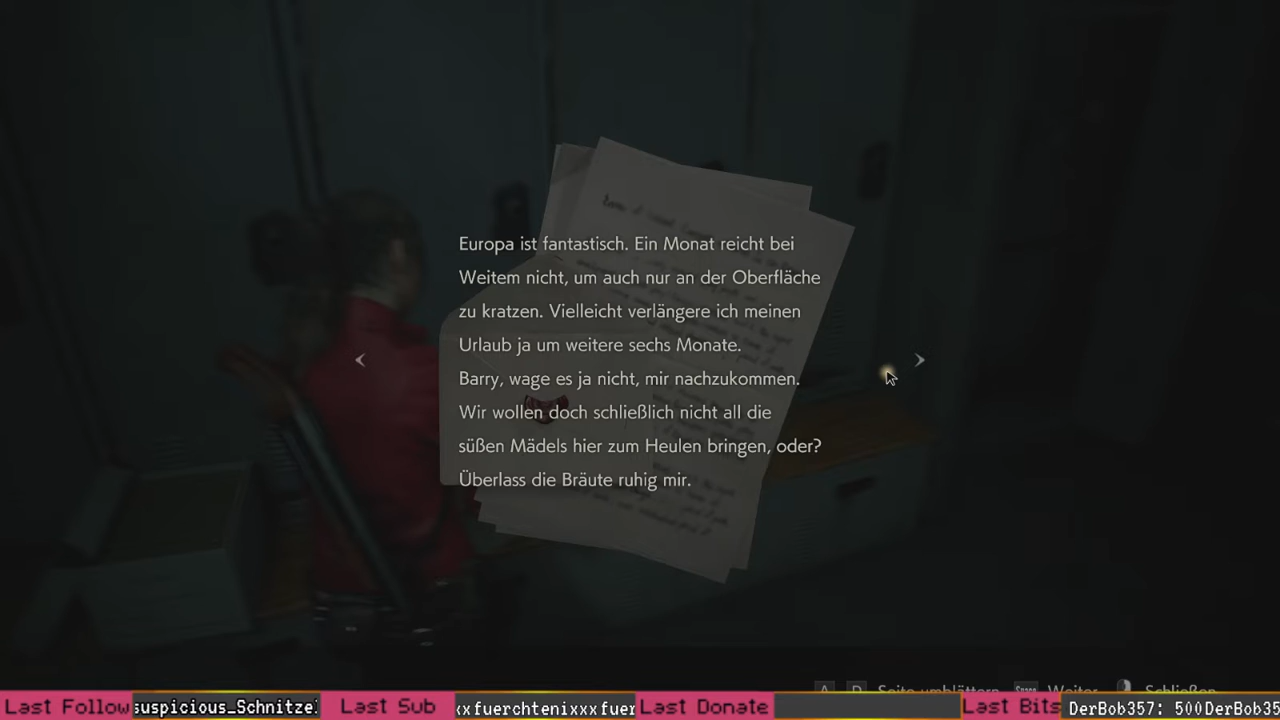 Europa ist fantastisch. Ein Monat reicht bei
Weitem nicht, um auch nur an der Oberfläche
zu kratzen. Vielleicht verlängere ich meinen
Urlaub ja um weitere sechs Monate.
Barry, wage es ja nicht, mir nachzukommen.
Wir wollen doch schließlich nicht all die
süßen Mädels hier zum Heulen bringen, oder?
Überlass die Bräute ruhig mir.
A D Seite umblättern Space Weiter Schließen
Last Follow suspicious_Schnitzel Last Sub xxfuerchtenixxxfuer Last Donate Last Bits DerBob357: 500DerBob35